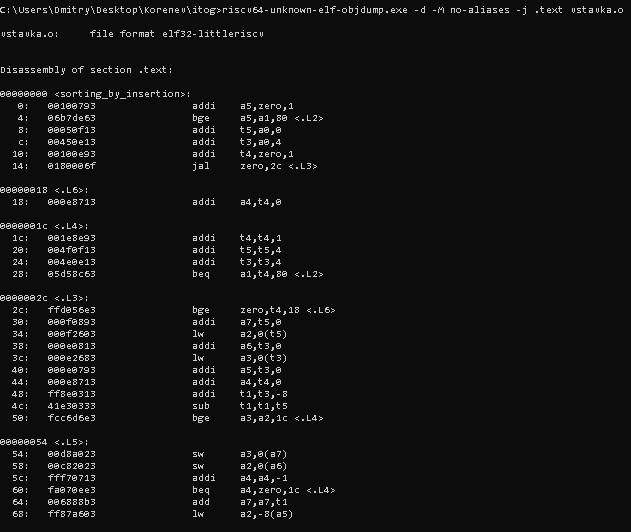 C:\Users\Dmitry\Desktop\Korenev\itog>riscv64-unknown-elf-objdump.exe -d -M no-aliases -j .text vstavka.o
vstavka.o:     file format elf32-littleriscv
Disassembly of section .text:
00000000 <sorting_by_insertion>:
0: 00100793 addi a5,zero,1
4: 06b7de63 bge a5,a1,80 <.L2>
8: 00050f13 addi t5,a0,0
c: 00450e13 addi t3,a0,4
10: 00100e93 addi t4,zero,1
14: 0180006f jal zero,2c <.L3>
00000018 <.L6>:
18: 000e8713 addi a4,t4,0
0000001c <.L4>:
1c: 001e8e93 addi t4,t4,1
20: 004f0f13 addi t5,t5,4
24: 004e0e13 addi t3,t3,4
28: 05d58c63 beq a1,t4,80 <.L2>
0000002c <.L3>:
2c: ffd056e3 bge zero,t4,18 <.L6>
30: 000f0893 addi a7,t5,0
34: 000f2603 lw a2,0(t5)
38: 000e0813 addi a6,t3,0
3c: 000e2683 lw a3,0(t3)
40: 000e0793 addi a5,t3,0
44: 000e8713 addi a4,t4,0
48: ff8e0313 addi t1,t3,-8
4c: 41e30333 sub t1,t1,t5
50: fcc6d6e3 bge a3,a2,1c <.L4>
00000054 <.L5>:
54: 00d8a023 sw a3,0(a7)
58: 00c82023 sw a2,0(a6)
5c: fff70713 addi a4,a4,-1
60: fa070ee3 beq a4,zero,1c <.L4>
64: 006888b3 add a7,a7,t1
68: ff87a603 lw a2,-8(a5)